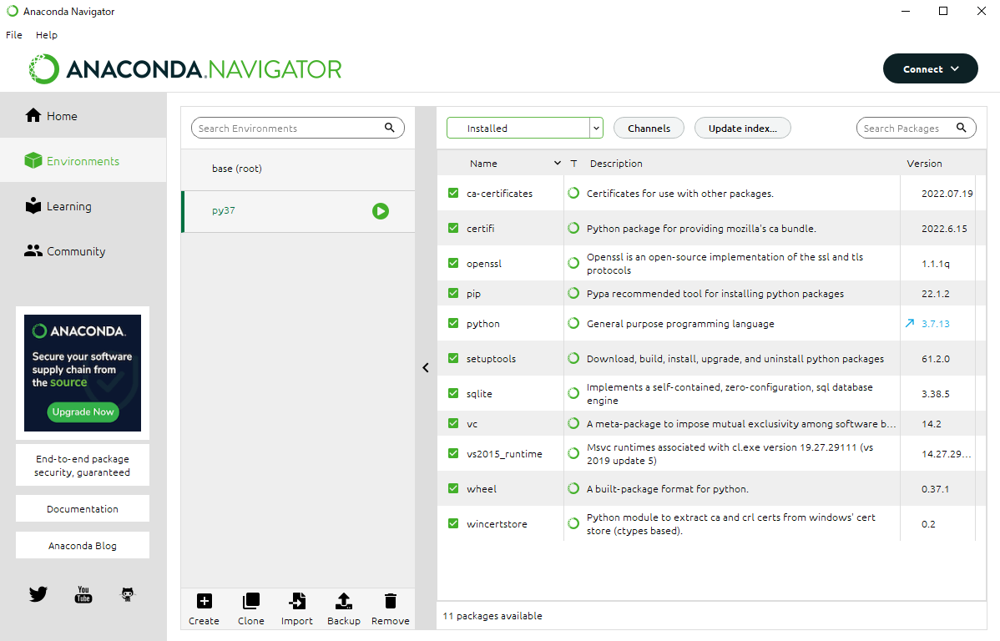 Anaconda Navigator
File Help
ANACONDA.NAVIGATOR
Connect
Home
Environments
Learning
Community
ANACONDA.
Secure your software
supply chain from
the source
Upgrade Now
End-to-end package
security, guaranteed
Documentation
Anaconda Blog
You
Tube
Search Environments
base (root)
py37
Create Clone Import Backup Remove
Installed Channels Update index... Search Packages
Name T Description Version
ca-certificates Certificates for use with other packages. 2022.07.19
certifi Python package for providing mozilla's ca bundle. 2022.6.15
openssl Openssl is an open-source implementation of the ssl and tls
protocols 1.1.1q
pip Pypa recommended tool for installing python packages 22.1.2
python General purpose programming language 3.7.13
setuptools Download, build, install, upgrade, and uninstall python packages 61.2.0
sqlite Implements a self-contained, zero-configuration, sql database
engine 3.38.5
vc A meta-package to impose mutual exclusivity among software b... 14.2
vs2015_runtime Msvc runtimes associated with cl.exe version 19.27.29111 (vs
2019 update 5) 14.27.29...
wheel A built-package format for python. 0.37.1
wincertstore Python module to extract ca and crl certs from windows' cert
store (ctypes based). 0.2
11 packages available